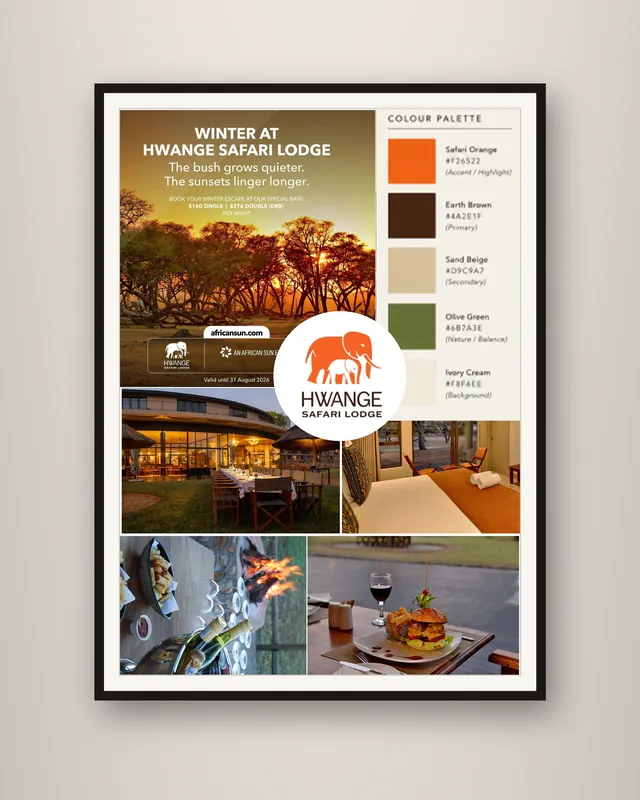 WINTER AT
HWANGE SAFARI LODGE
The bush grows quieter.
The sunsets linger longer.
BOOK YOUR WINTER ESCAPE AT OUR SPECIAL RATE:
$160 SINGLE | $216 DOUBLE (DBB)
PER NIGHT
africansun.com
HWANGE
SAFARI LODGE
AN AFRICAN SUN
Valid until 31 August 2026
COLOUR PALETTE
Safari Orange
#F26522
(Accent / Highlight)
Earth Brown
#4A2E1F
(Primary)
Sand Beige
#D9C9A7
(Secondary)
Olive Green
#6B7A3E
(Nature / Balance)
Ivory Cream
#F8F6EE
(Background)
HWANGE
SAFARI LODGE